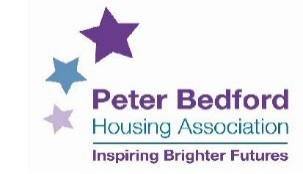 Peter Bedford
Housing Association
Inspiring Brighter Futures